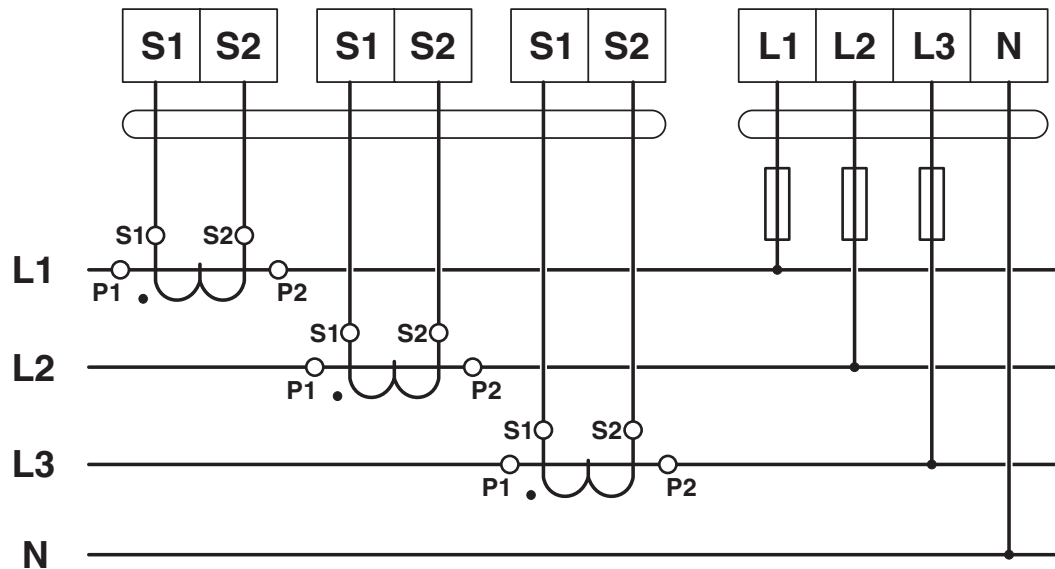 S1 S2 S1 S2 S1 S2 L1 L2 L3 N
S1 S2
L1
P1 P2
S1 S2
L2
P1 P2
S1 S2
L3
P1 P2
N